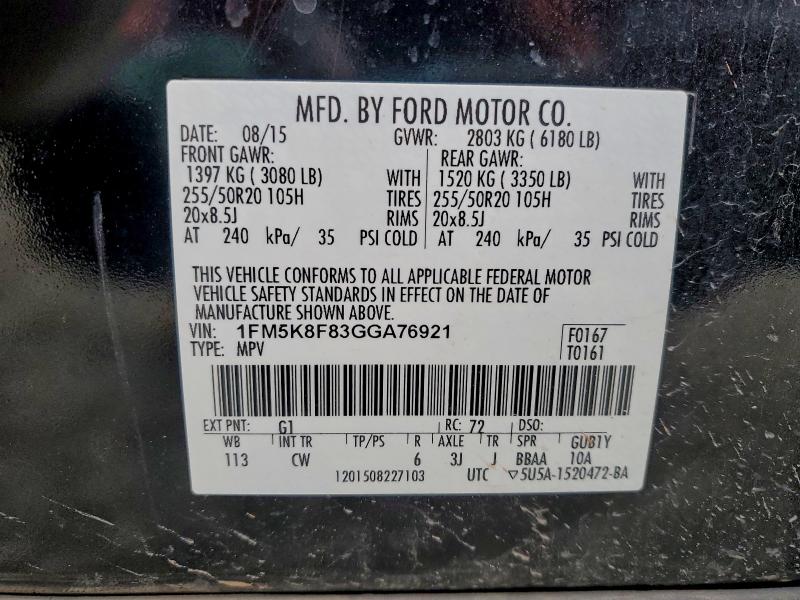 MFD. BY FORD MOTOR CO.
DATE: 08/15 GVWR: 2803 KG ( 6180 LB)
FRONT GAWR: REAR GAWR:
1397 KG ( 3080 LB) WITH 1520 KG ( 3350 LB) WITH
255/50R20 105H TIRES 255/50R20 105H TIRES
20x8.5J RIMS 20x8.5J RIMS
AT 240 kPa/ 35 PSI COLD AT 240 kPa/ 35 PSI COLD
THIS VEHICLE CONFORMS TO ALL APPLICABLE FEDERAL MOTOR
VEHICLE SAFETY STANDARDS IN EFFECT ON THE DATE OF
MANUFACTURE SHOWN ABOVE.
VIN: 1FM5K8F83GGA76921 F0167
TYPE: MPV T0161
EXT PNT: G1 RC: 72 DSO:
WB INT TR TP/PS R AXLE TR SPR GUB1Y
113 CW 6 3J J BBAA 10A
1201508227103 UTC ▽5U5A-1520472-BA